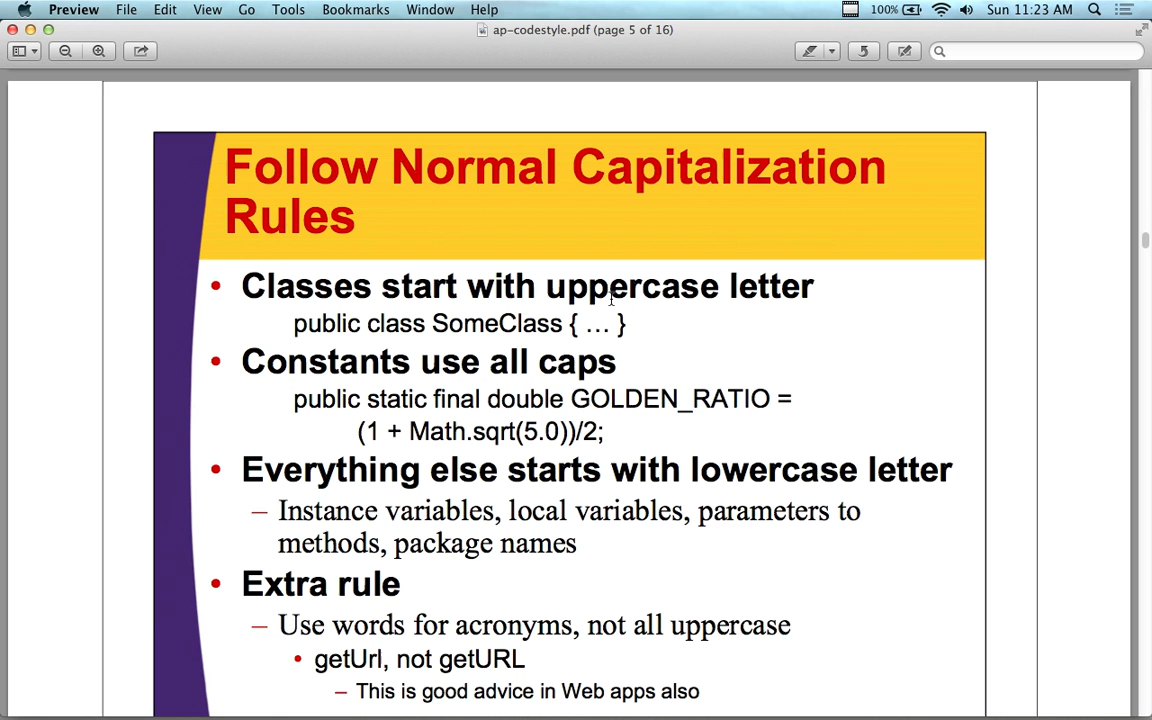 Preview File Edit View Go Tools Bookmarks Window Help 100% Sun 11:23 AM
ap-codestyle.pdf (page 5 of 16)
Follow Normal Capitalization
Rules
• Classes start with uppercase letter
public class SomeClass { … }
• Constants use all caps
public static final double GOLDEN_RATIO =
(1 + Math.sqrt(5.0))/2;
• Everything else starts with lowercase letter
– Instance variables, local variables, parameters to
methods, package names
• Extra rule
– Use words for acronyms, not all uppercase
• getUrl, not getURL
– This is good advice in Web apps also